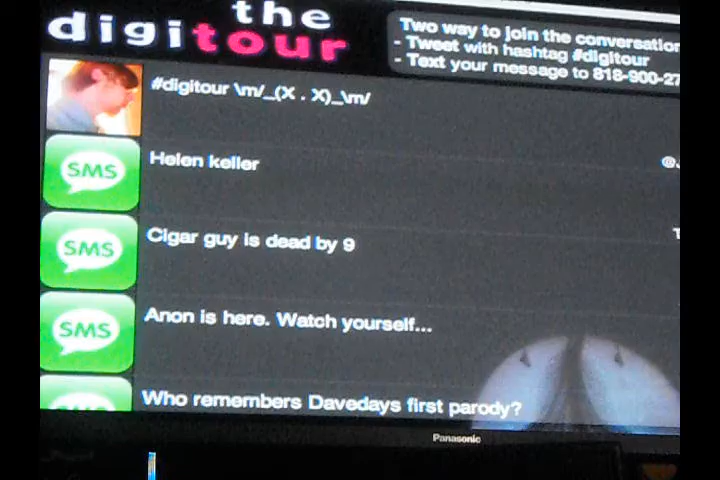 the
digitour
Two way to join the conversation
- Tweet with hashtag #digitour
- Text your message to 818-900-27
#digitour \m/_(X . X)_\m/
SMS
Helen keller
@.
SMS
Cigar guy is dead by 9
T
SMS
Anon is here. Watch yourself...
SMS
Who remembers Davedays first parody?
Panasonic